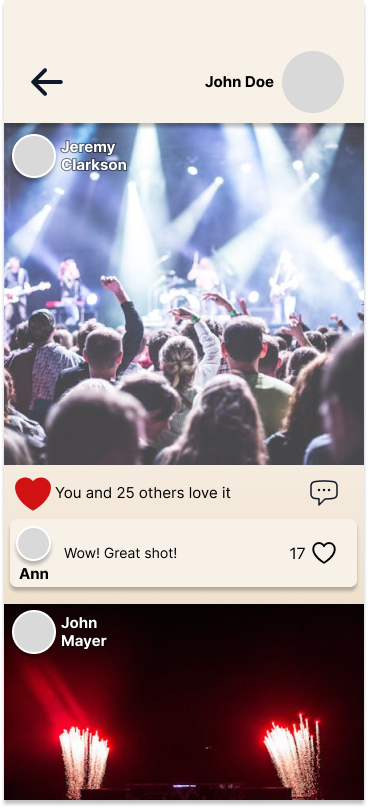 John Doe
Jeremy
Clarkson
You and 25 others love it
Wow! Great shot!
17
Ann
John
Mayer